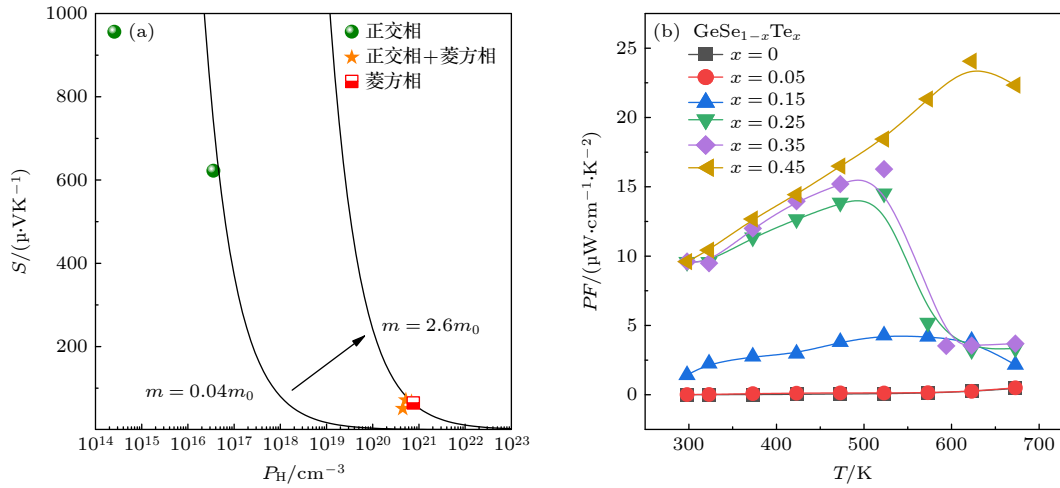 (a)
正交相
正交相+菱方相
菱方相
1000
800
600
400
200
S/(µ·VK⁻¹)
m = 2.6m₀
m = 0.04m₀
10¹⁴ 10¹⁵ 10¹⁶ 10¹⁷ 10¹⁸ 10¹⁹ 10²⁰ 10²¹ 10²² 10²³
P_H/cm⁻³
(b) GeSe₁₋ₓTeₓ
x = 0
x = 0.05
x = 0.15
x = 0.25
x = 0.35
x = 0.45
25
20
15
10
5
0
PF/(µW·cm⁻¹·K⁻²)
300 400 500 600 700
T/K